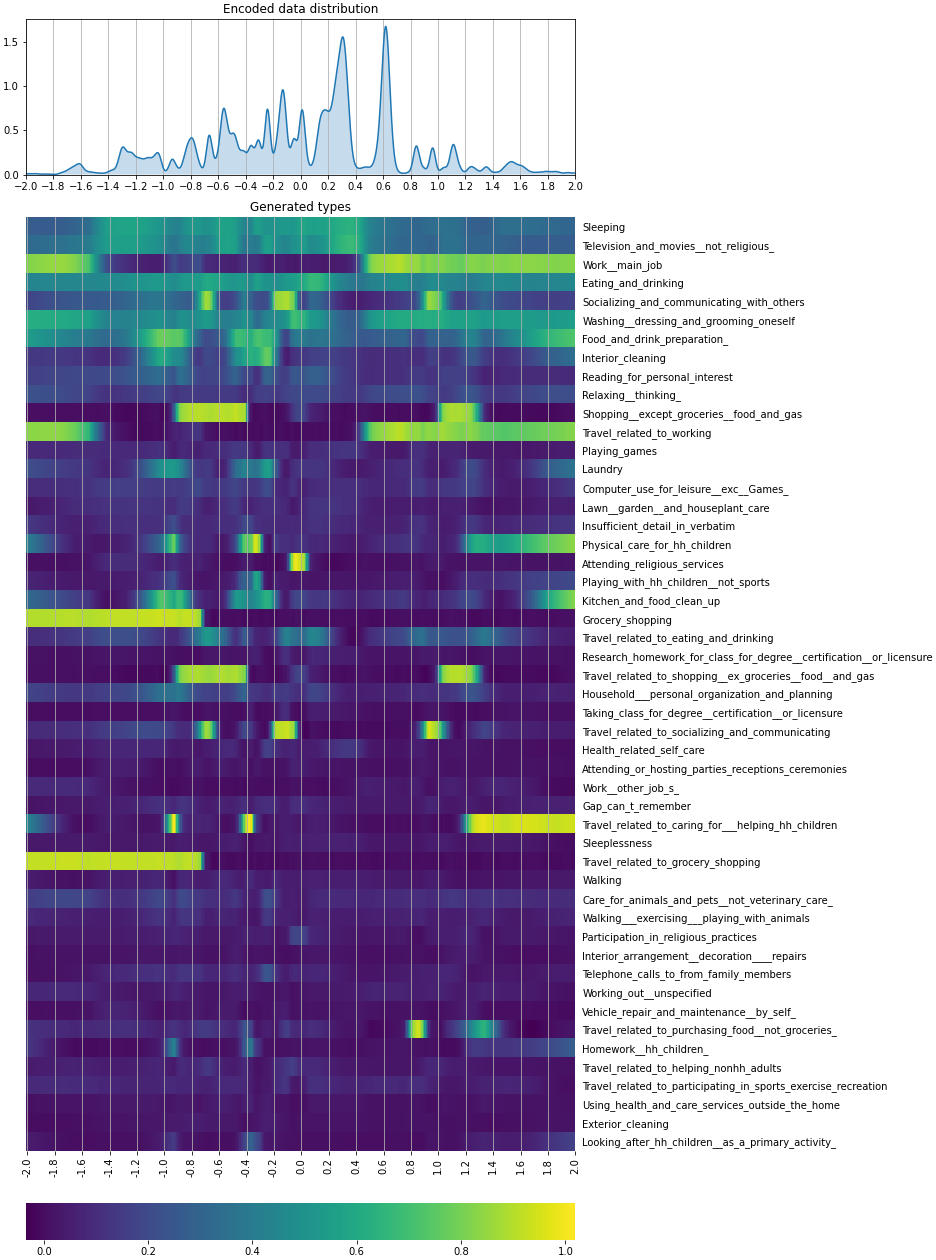 Encoded data distribution
1.5
1.0
0.5
0.0
−2.0 −1.8 −1.6 −1.4 −1.2 −1.0 −0.8 −0.6 −0.4 −0.2 0.0 0.2 0.4 0.6 0.8 1.0 1.2 1.4 1.6 1.8 2.0
Generated types
Sleeping
Television_and_movies__not_religious_
Work__main_job
Eating_and_drinking
Socializing_and_communicating_with_others
Washing__dressing_and_grooming_oneself
Food_and_drink_preparation_
Interior_cleaning
Reading_for_personal_interest
Relaxing__thinking_
Shopping__except_groceries__food_and_gas
Travel_related_to_working
Playing_games
Laundry
Computer_use_for_leisure__exc__Games_
Lawn__garden__and_houseplant_care
Insufficient_detail_in_verbatim
Physical_care_for_hh_children
Attending_religious_services
Playing_with_hh_children__not_sports
Kitchen_and_food_clean_up
Grocery_shopping
Travel_related_to_eating_and_drinking
Research_homework_for_class_for_degree__certification__or_licensure
Travel_related_to_shopping__ex_groceries__food__and_gas
Household___personal_organization_and_planning
Taking_class_for_degree__certification__or_licensure
Travel_related_to_socializing_and_communicating
Health_related_self_care
Attending_or_hosting_parties_receptions_ceremonies
Work__other_job_s_
Gap_can_t_remember
Travel_related_to_caring_for___helping_hh_children
Sleeplessness
Travel_related_to_grocery_shopping
Walking
Care_for_animals_and_pets__not_veterinary_care_
Walking___exercising___playing_with_animals
Participation_in_religious_practices
Interior_arrangement__decoration____repairs
Telephone_calls_to_from_family_members
Working_out__unspecified
Vehicle_repair_and_maintenance__by_self_
Travel_related_to_purchasing_food__not_groceries_
Homework__hh_children_
Travel_related_to_helping_nonhh_adults
Travel_related_to_participating_in_sports_exercise_recreation
Using_health_and_care_services_outside_the_home
Exterior_cleaning
Looking_after_hh_children__as_a_primary_activity_
-2.0 -1.8 -1.6 -1.4 -1.2 -1.0 -0.8 -0.6 -0.4 -0.2 0.0 0.2 0.4 0.6 0.8 1.0 1.2 1.4 1.6 1.8 2.0
0.0 0.2 0.4 0.6 0.8 1.0